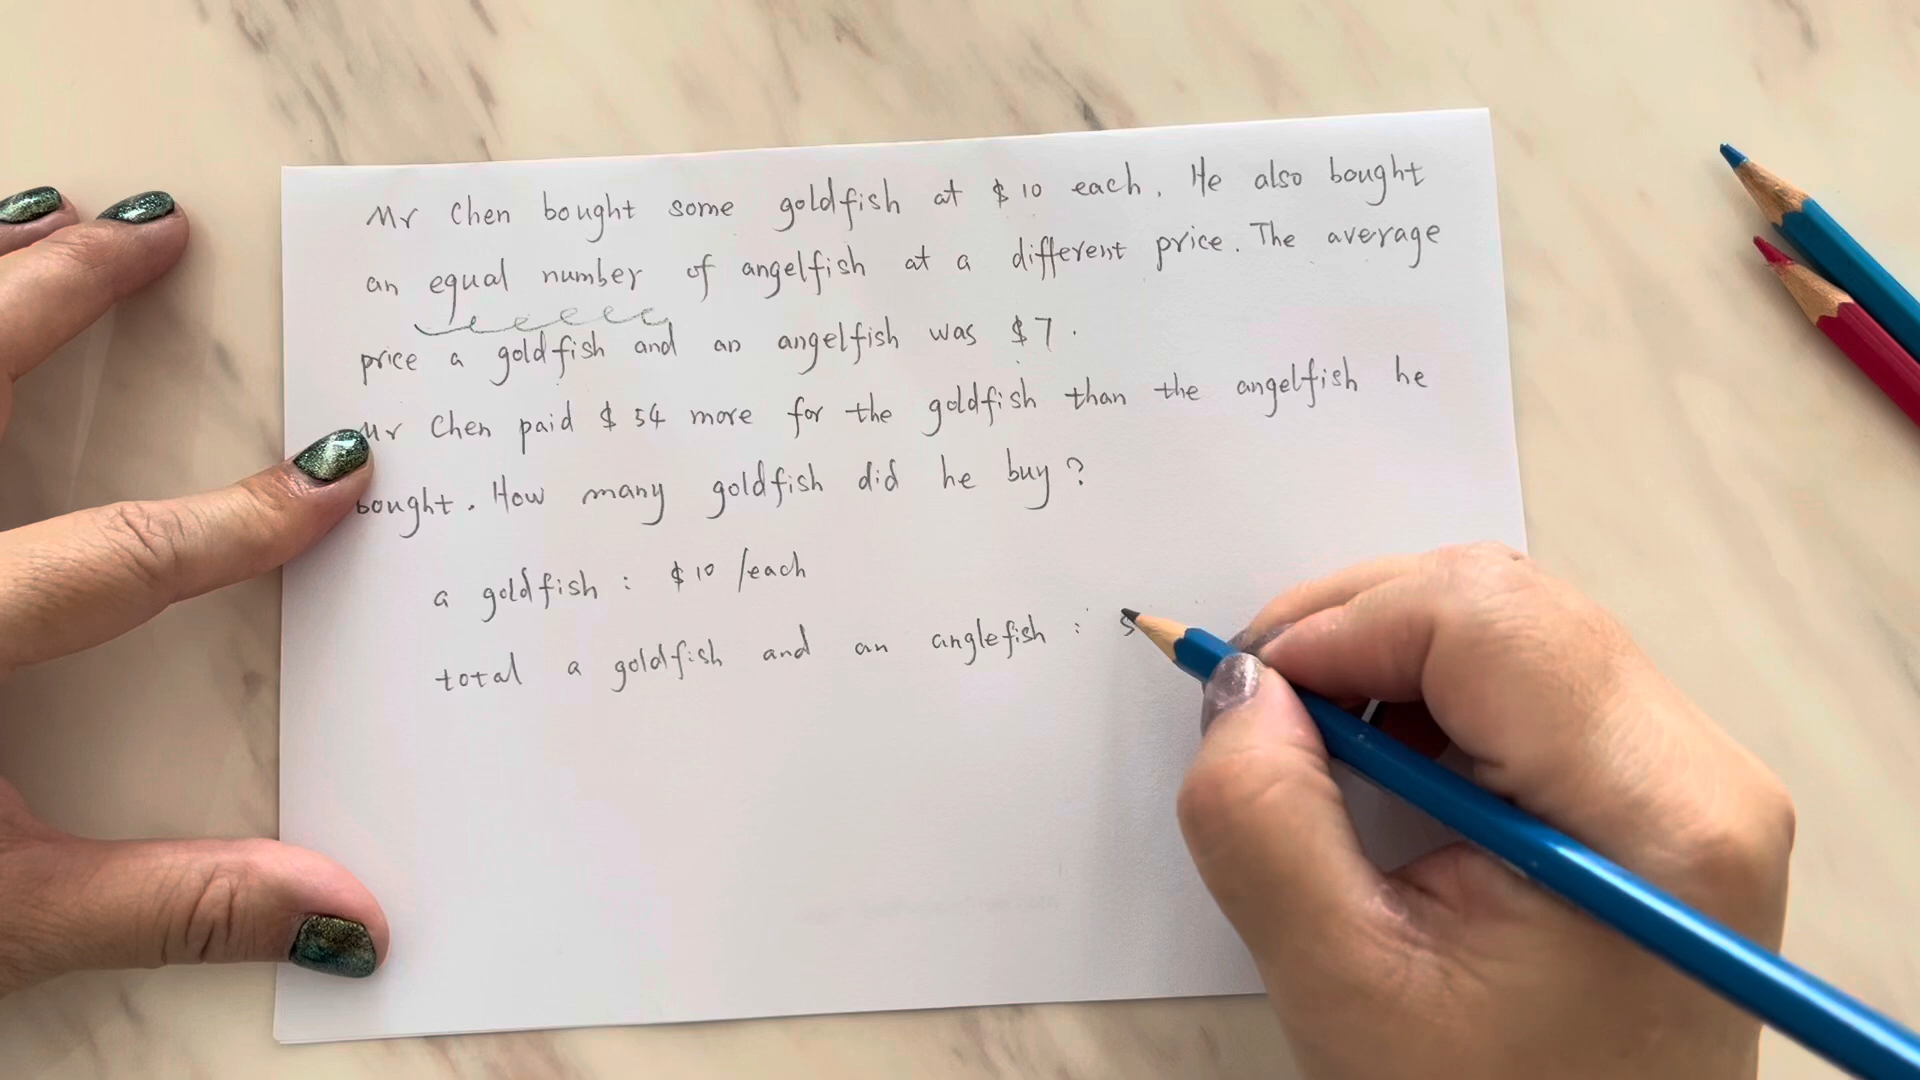 Mr Chen bought some goldfish at $10 each. He also bought
an equal number of angelfish at a different price. The average
price a goldfish and an angelfish was $7.
Mr Chen paid $54 more for the goldfish than the angelfish he
bought. How many goldfish did he buy?
a goldfish : $10 /each
total a goldfish and an anglefish :